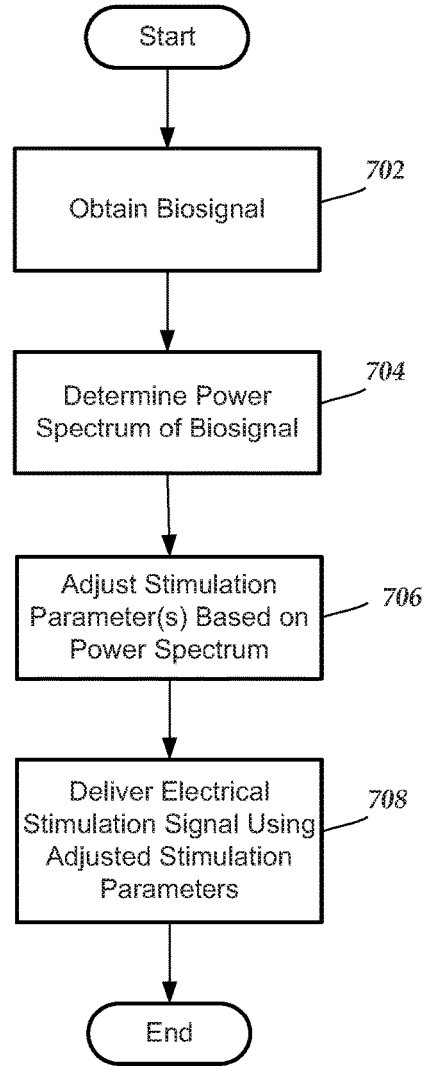 Start
Obtain Biosignal
702
Determine Power
Spectrum of Biosignal
704
Adjust Stimulation
Parameter(s) Based on
Power Spectrum
706
Deliver Electrical
Stimulation Signal Using
Adjusted Stimulation
Parameters
708
End